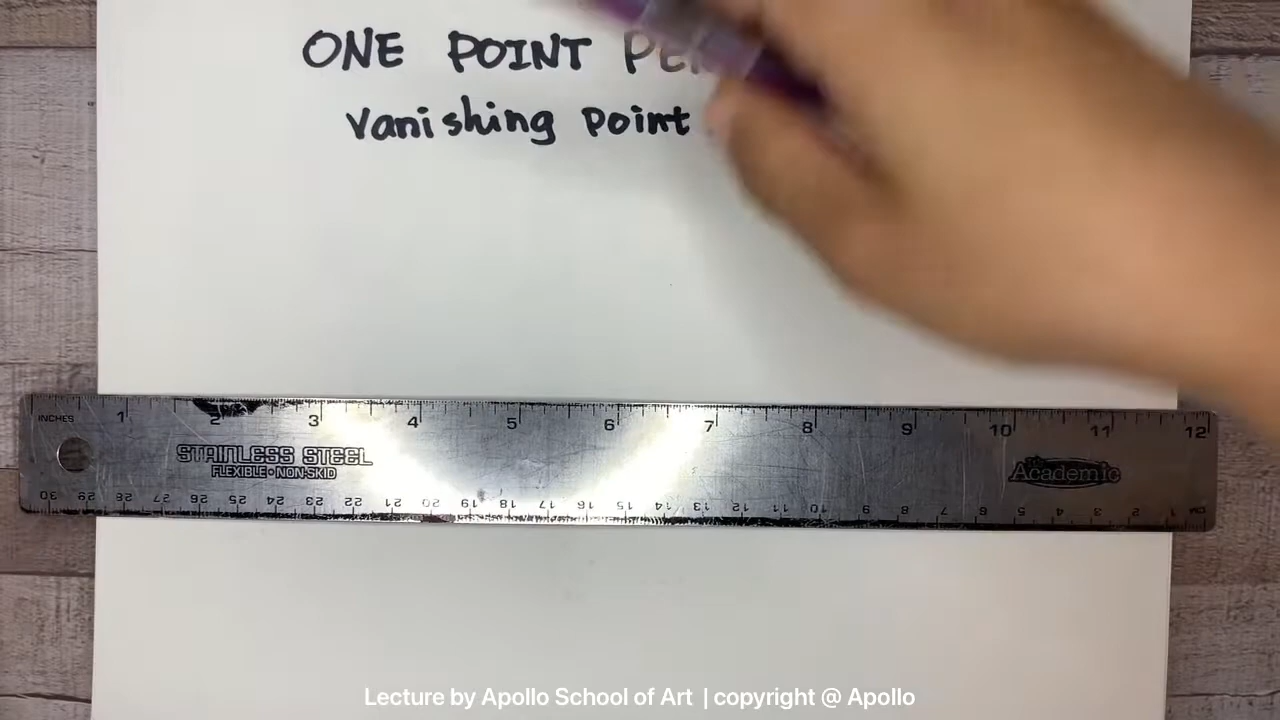 ONE POINT
Vanishing Point
INCHES 1 2 3 4 5 6 7 8 9 10 11 12
STAINLESS STEEL
FLEXIBLE • NON-SKID
Academic
30 29 28 27 26 25 24 23 22 21 20 19 18 17 16 15 14 13 12 11 10 9 8 7 6 5 4 3 2 1 CM
Lecture by Apollo School of Art | copyright @ Apollo